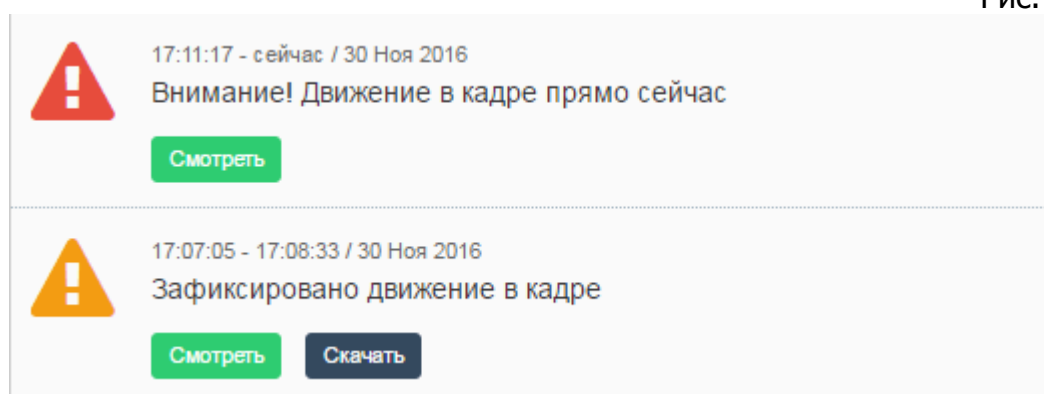 Рис.
17:11:17 - сейчас / 30 Ноя 2016
Внимание! Движение в кадре прямо сейчас
Смотреть
17:07:05 - 17:08:33 / 30 Ноя 2016
Зафиксировано движение в кадре
Смотреть Скачать